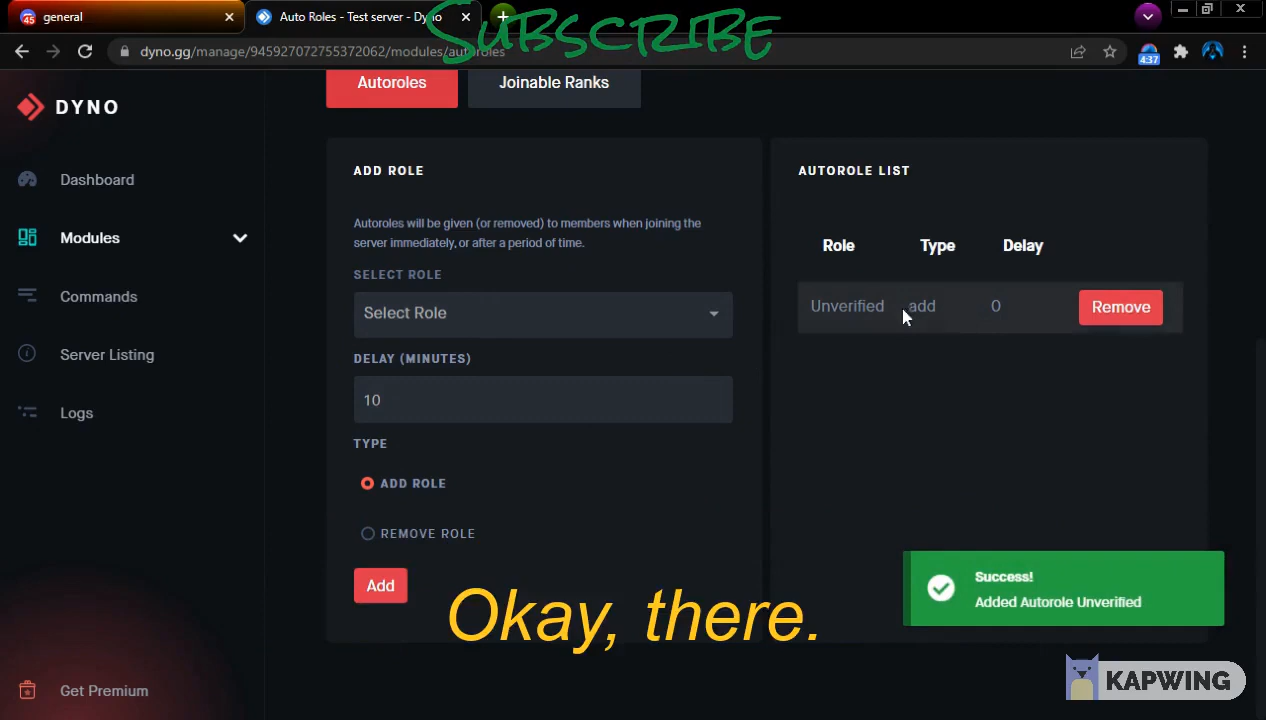 general
Auto Roles - Test server - Dyno
SUBSCRIBE
dyno.gg/manage/945927072755372062/modules/autoroles
45
4:37
DYNO
Autoroles
Joinable Ranks
Dashboard
Modules
Commands
Server Listing
Logs
Get Premium
ADD ROLE
Autoroles will be given (or removed) to members when joining the
server immediately, or after a period of time.
SELECT ROLE
Select Role
DELAY (MINUTES)
10
TYPE
ADD ROLE
REMOVE ROLE
Add
AUTOROLE LIST
Role Type Delay
Unverified add 0 Remove
Success!
Added Autorole Unverified
Okay, there.
KAPWING